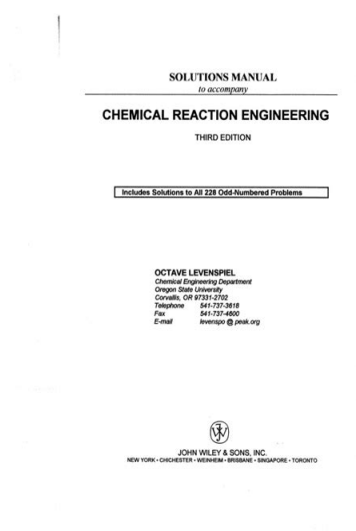 SOLUTIONS MANUAL
to accompany
CHEMICAL REACTION ENGINEERING
THIRD EDITION
Includes Solutions to All 228 Odd-Numbered Problems
OCTAVE LEVENSPIEL
Chemical Engineering Department
Oregon State University
Corvallis, OR 97331-2702
Telephone 541-737-3618
Fax 541-737-4600
E-mail levenspo @ peak.org
JOHN WILEY & SONS, INC.
NEW YORK • CHICHESTER • WEINHEIM • BRISBANE • SINGAPORE • TORONTO